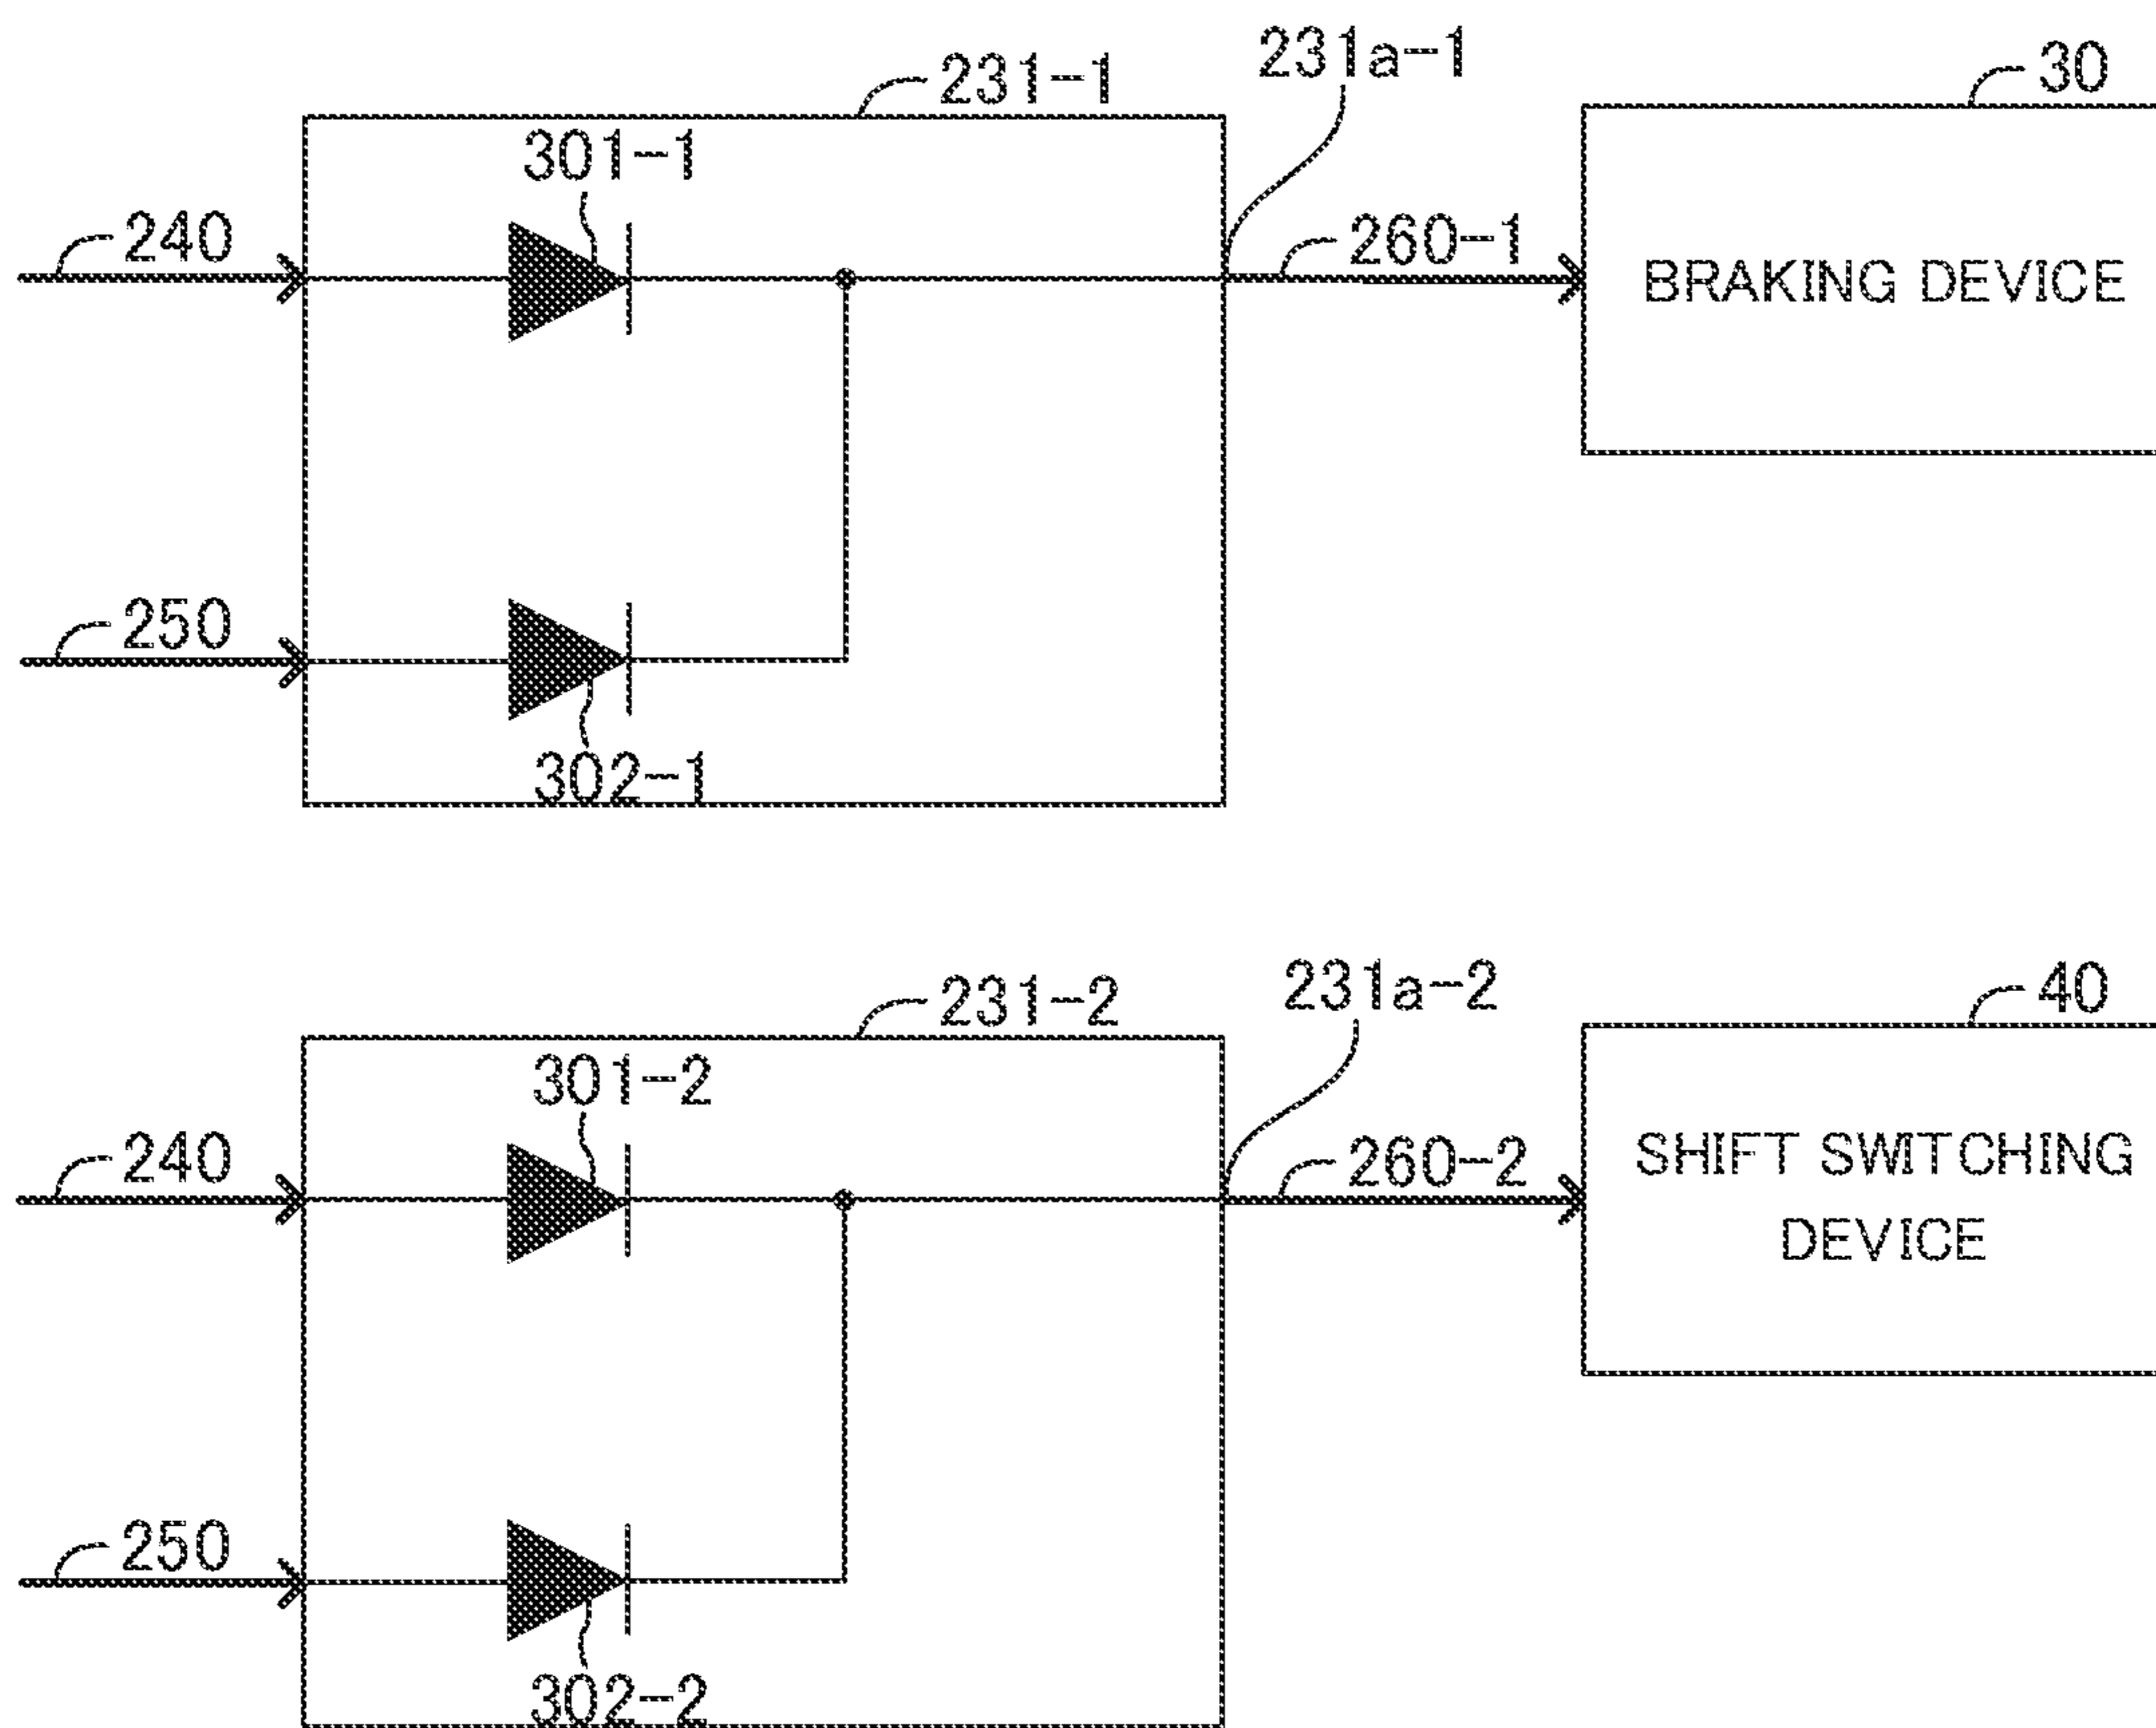 231-1
231a-1
30
301-1
240
260-1
BRAKING DEVICE
250
302-1
231-2
231a-2
40
301-2
240
260-2
SHIFT SWITCHING
DEVICE
250
302-2